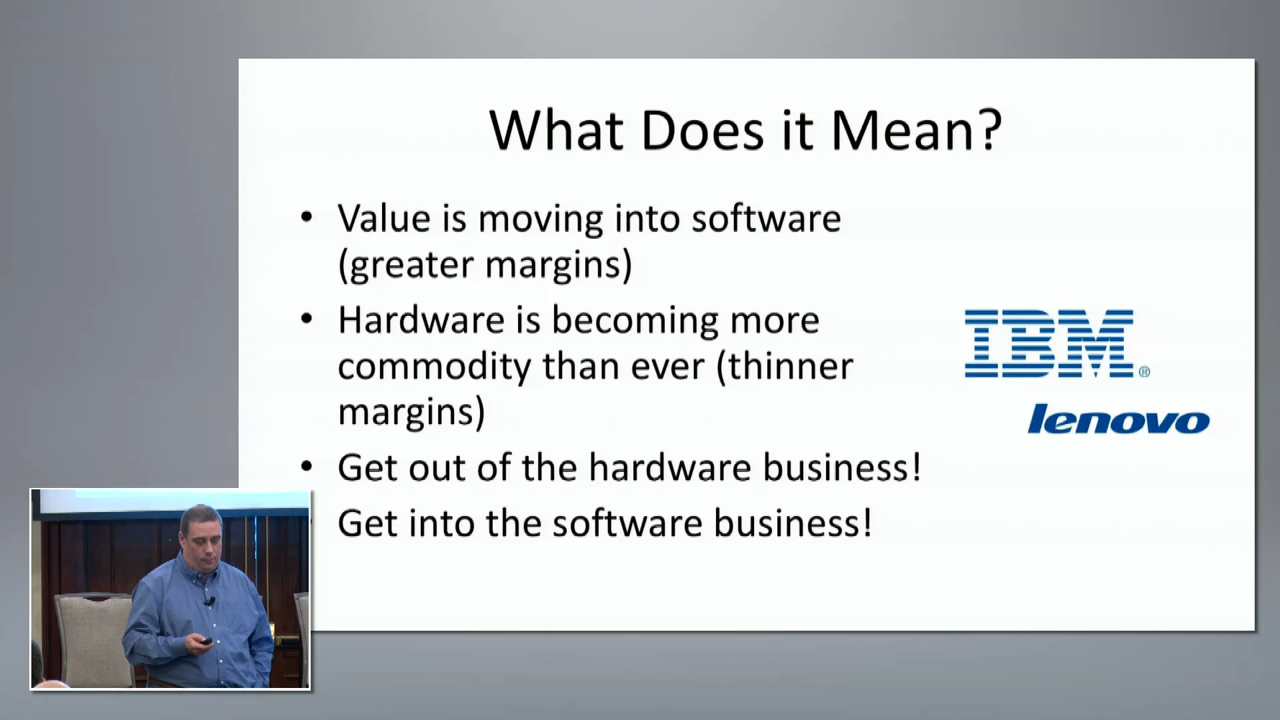 What Does it Mean?
• Value is moving into software
(greater margins)
• Hardware is becoming more
commodity than ever (thinner
margins)
• Get out of the hardware business!
Get into the software business!
IBM®
lenovo